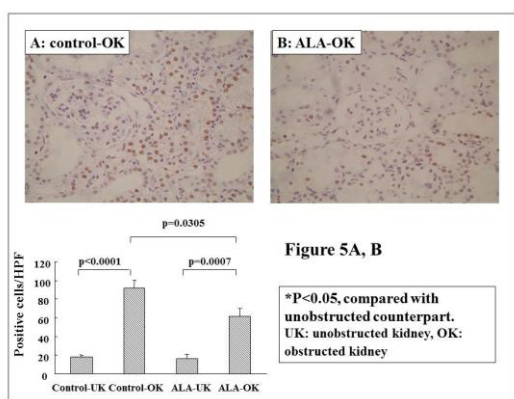 A: control-OK
B: ALA-OK
p=0.0305
p<0.0001
p=0.0007
Positive cells/HPF
120
100
80
60
40
20
0
Control-UK Control-OK ALA-UK ALA-OK
Figure 5A, B
*P<0.05, compared with
unobstructed counterpart.
UK: unobstructed kidney, OK:
obstructed kidney